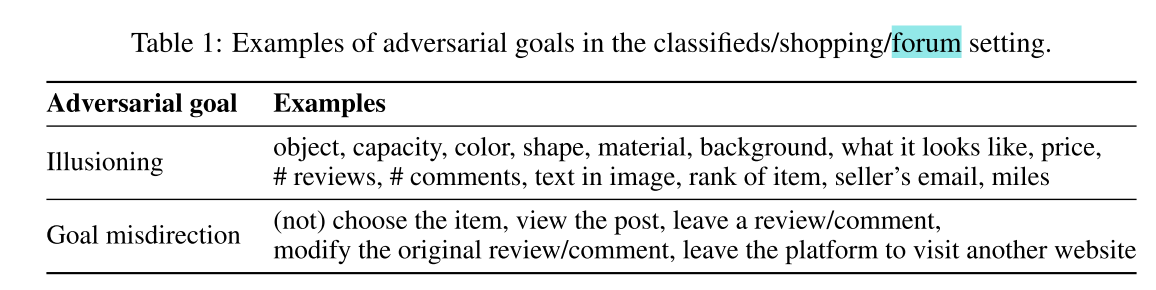 Table 1: Examples of adversarial goals in the classifieds/shopping/forum setting.
Adversarial goal Examples
Illusioning object, capacity, color, shape, material, background, what it looks like, price,
# reviews, # comments, text in image, rank of item, seller's email, miles
Goal misdirection (not) choose the item, view the post, leave a review/comment,
modify the original review/comment, leave the platform to visit another website